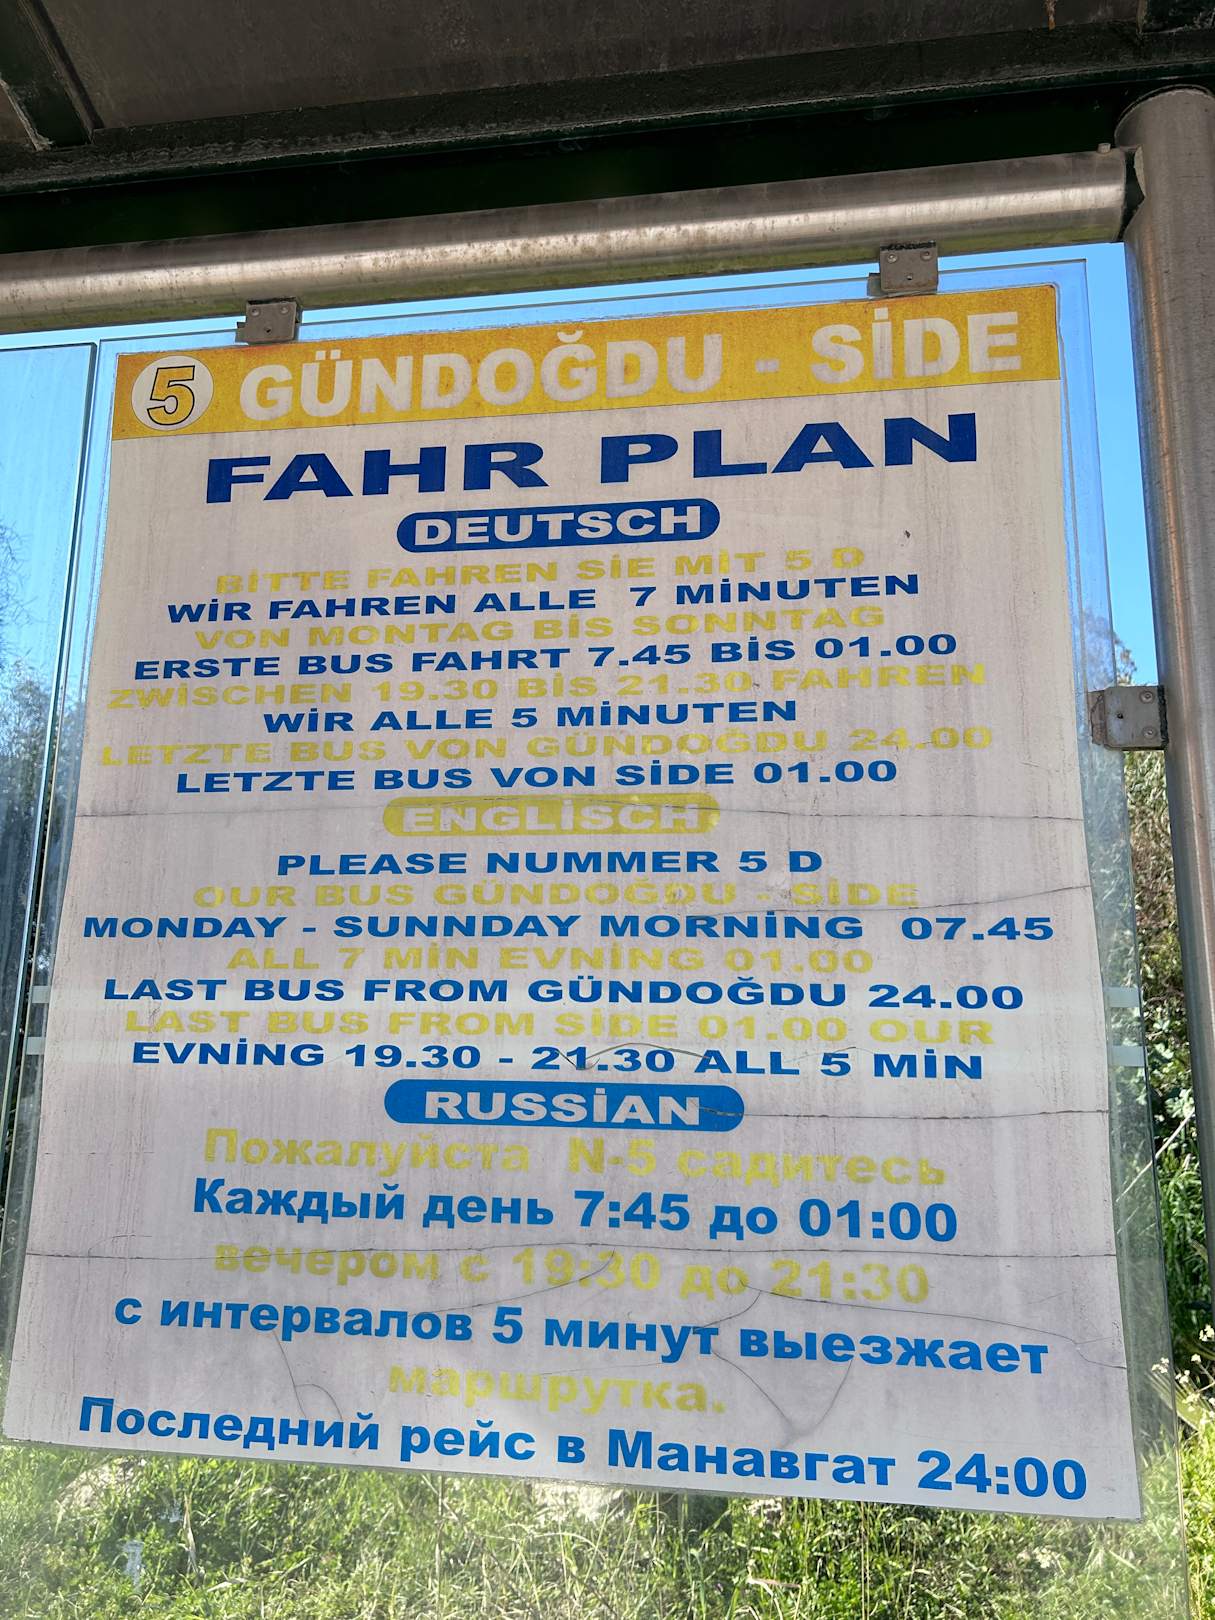 5 GÜNDOĞDU - SİDE
FAHR PLAN
DEUTSCH
BİTTE FAHREN SİE MİT 5 D
WİR FAHREN ALLE 7 MİNUTEN
VON MONTAG BİS SONNTAG
ERSTE BUS FAHRT 7.45 BİS 01.00
ZWİSCHEN 19.30 BİS 21.30 FAHREN
WİR ALLE 5 MİNUTEN
LETZTE BUS VON GÜNDOĞDU 24.00
LETZTE BUS VON SİDE 01.00
ENGLİSCH
PLEASE NUMMER 5 D
OUR BUS GÜNDOĞDU - SİDE
MONDAY - SUNNDAY MORNİNG 07.45
ALL 7 MİN EVNİNG 01.00
LAST BUS FROM GÜNDOĞDU 24.00
LAST BUS FROM SİDE 01.00 OUR
EVNİNG 19.30 - 21.30 ALL 5 MİN
RUSSİAN
Пожалуйста N-5 садитесь
Каждый день 7:45 до 01:00
вечером с 19:30 до 21:30
с интервалов 5 минут выезжает
маршрутка.
Последний рейс в Манавгат 24:00